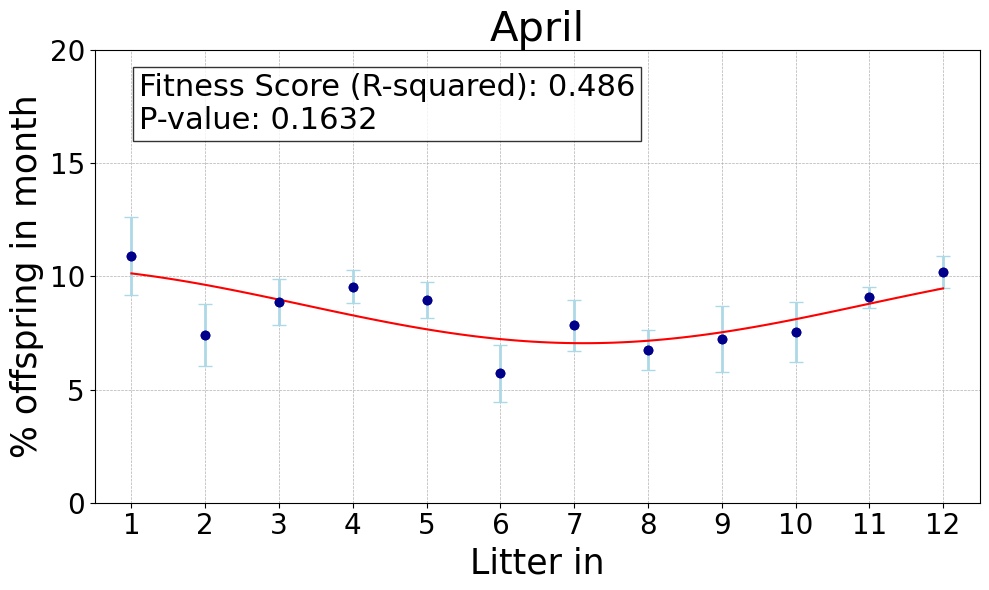 April
Fitness Score (R-squared): 0.486
P-value: 0.1632
% offspring in month
20
15
10
5
0
1 2 3 4 5 6 7 8 9 10 11 12
Litter in